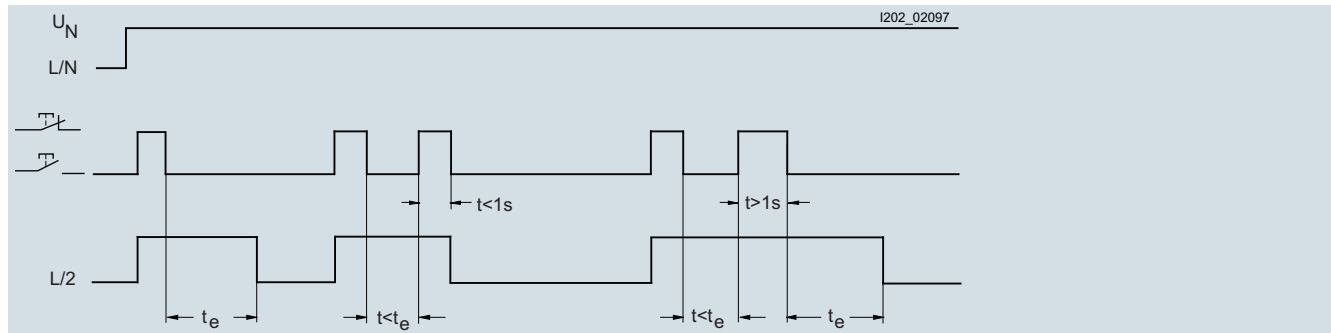 U_N I202_02097
L/N
t<1s t>1s
L/2
t_e t<t_e t<t_e t_e